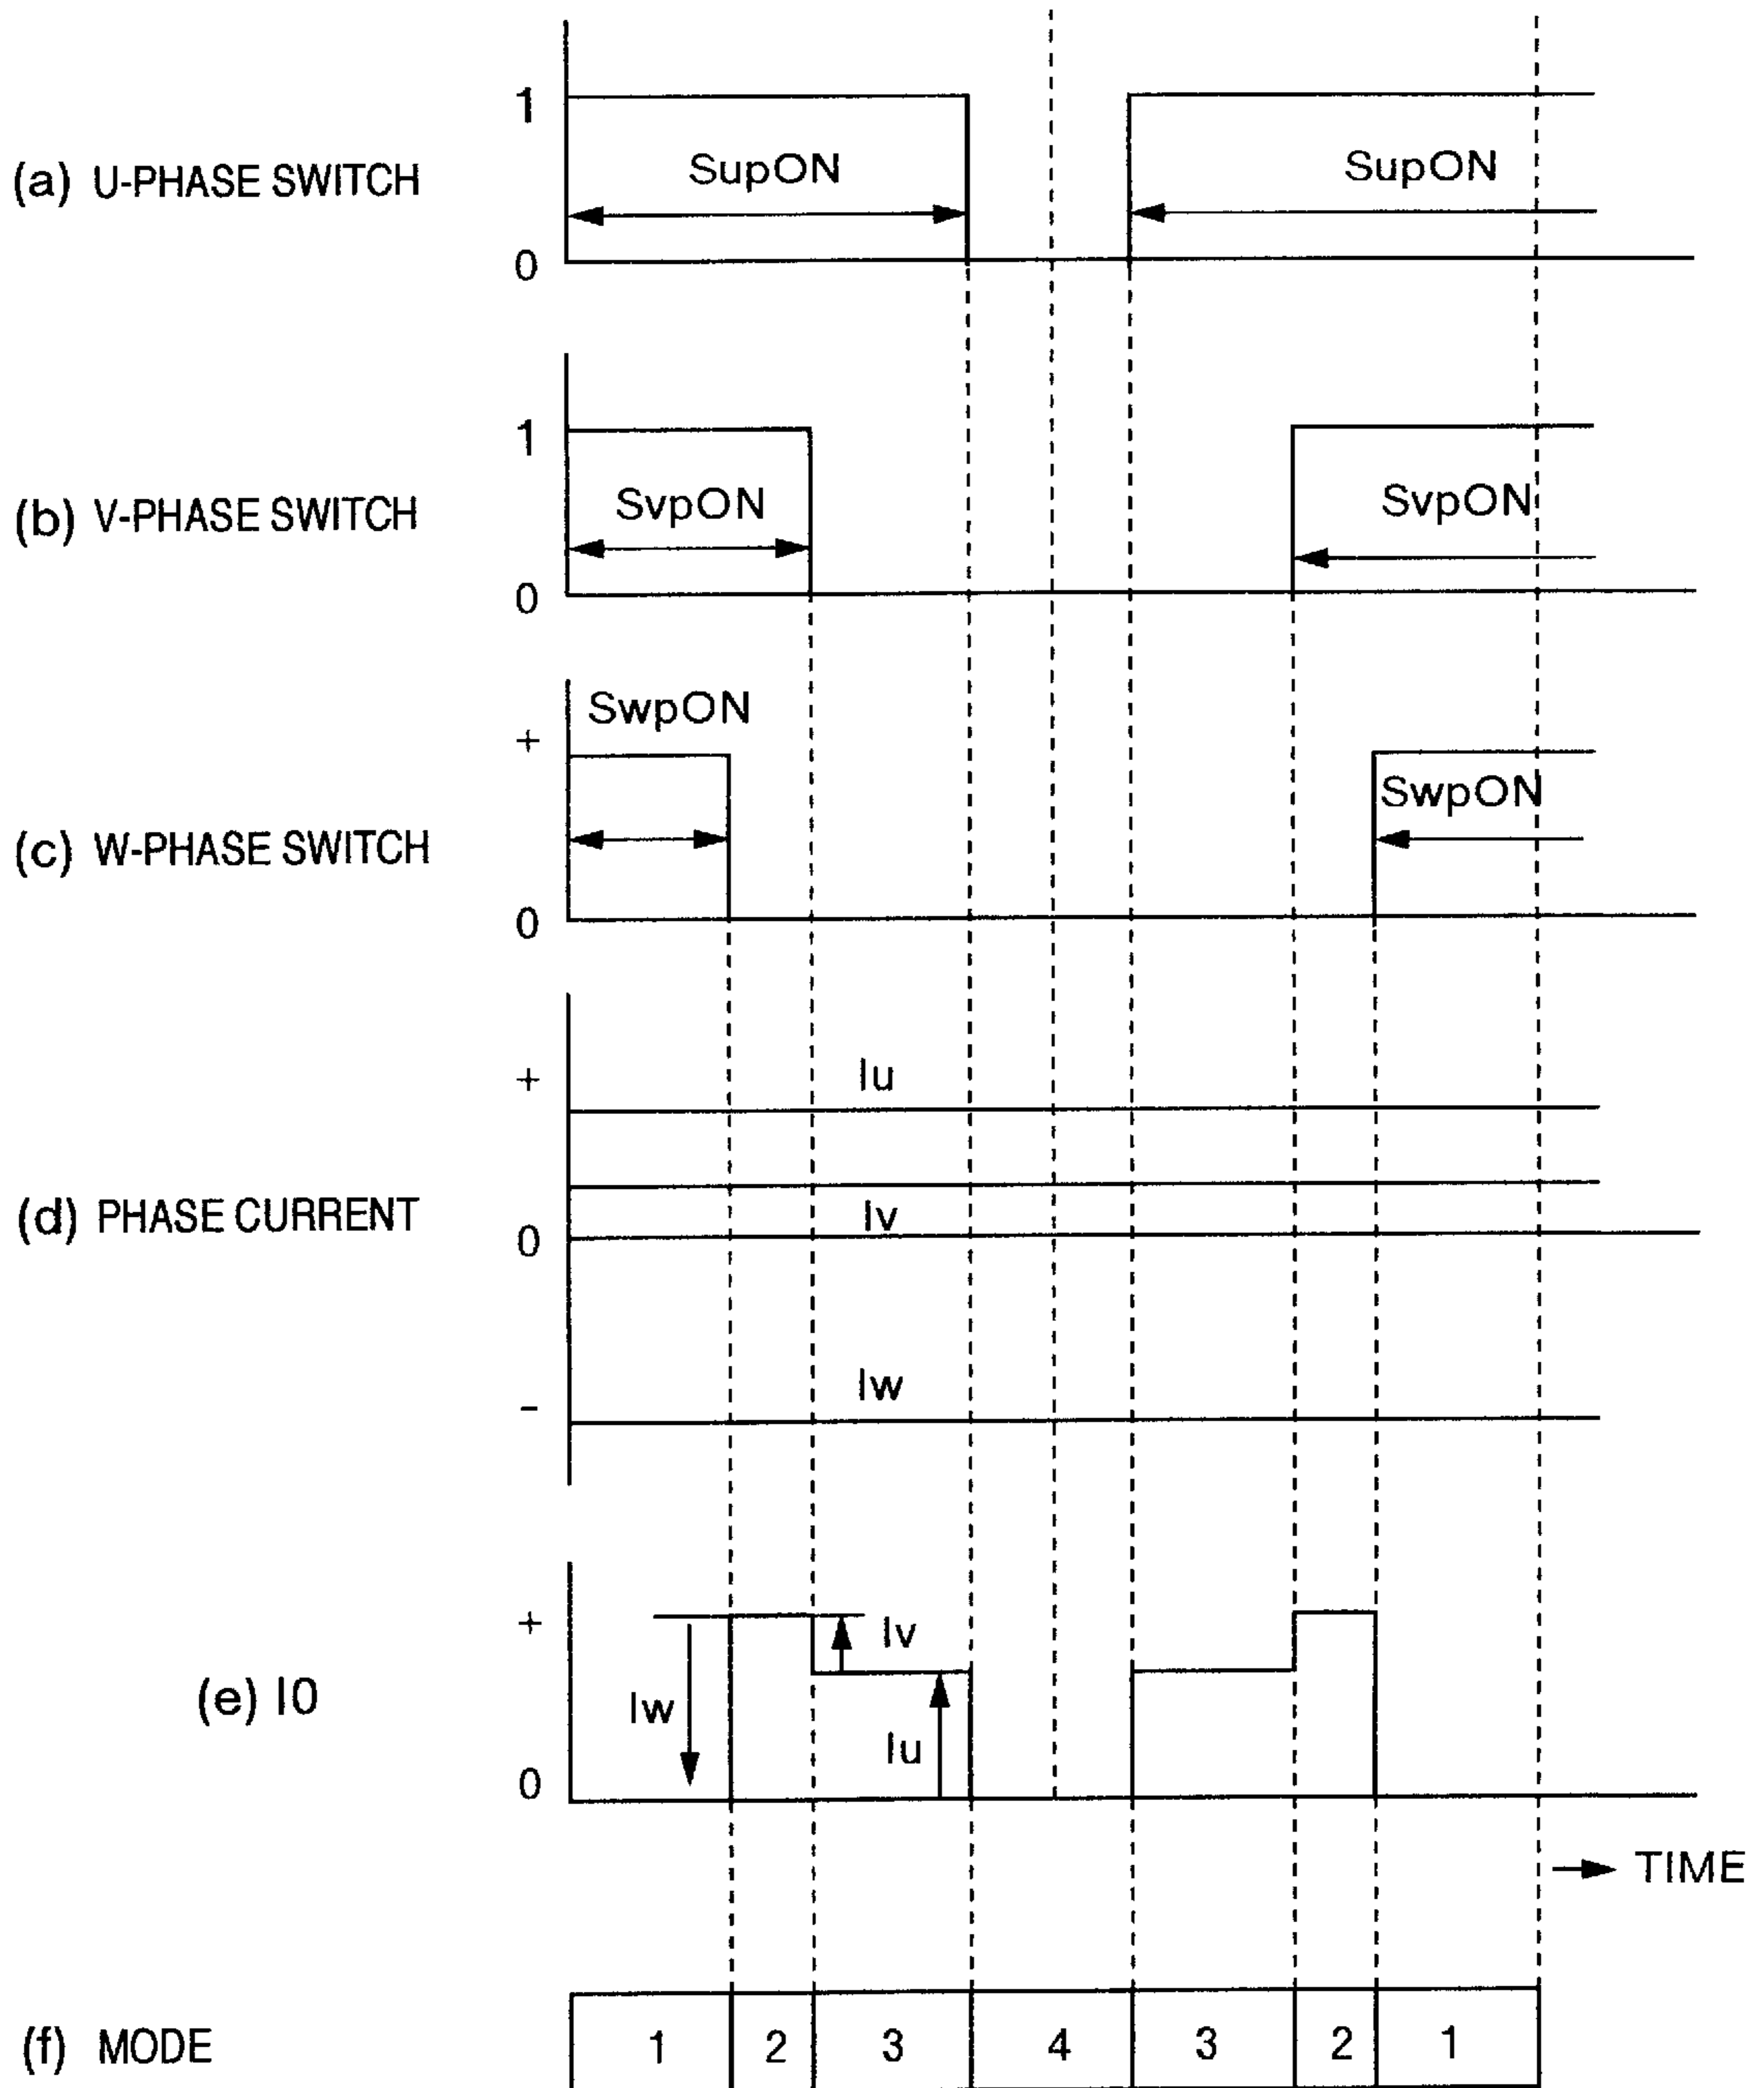 1
(a) U-PHASE SWITCH
SupON
SupON
0
1
(b) V-PHASE SWITCH
SvpON
SvpON
0
SwpON
+
SwpON
(c) W-PHASE SWITCH
0
+
Iu
(d) PHASE CURRENT
Iv
0
Iw
-
+
Iv
(e) I0
Iw
Iu
0
TIME
(f) MODE
1 2 3 4 3 2 1